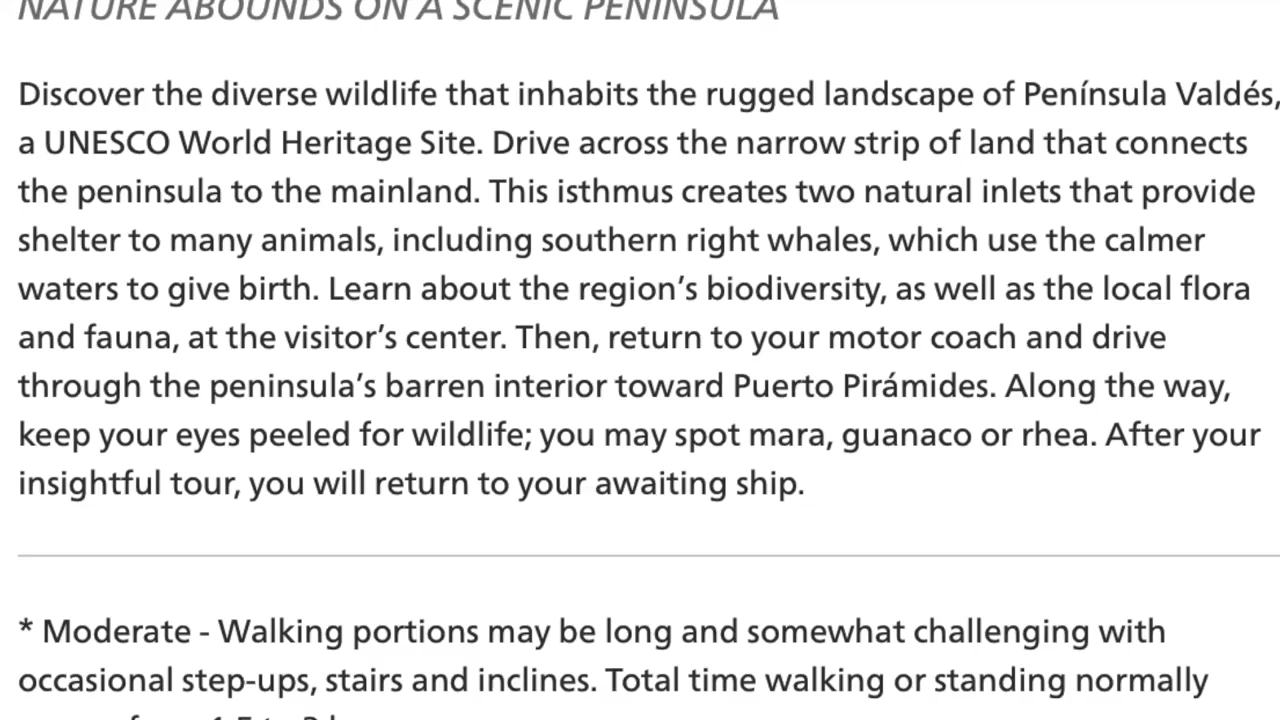 NATURE ABOUNDS ON A SCENIC PENINSULA
Discover the diverse wildlife that inhabits the rugged landscape of Península Valdés,
a UNESCO World Heritage Site. Drive across the narrow strip of land that connects
the peninsula to the mainland. This isthmus creates two natural inlets that provide
shelter to many animals, including southern right whales, which use the calmer
waters to give birth. Learn about the region’s biodiversity, as well as the local flora
and fauna, at the visitor’s center. Then, return to your motor coach and drive
through the peninsula’s barren interior toward Puerto Pirámides. Along the way,
keep your eyes peeled for wildlife; you may spot mara, guanaco or rhea. After your
insightful tour, you will return to your awaiting ship.
* Moderate - Walking portions may be long and somewhat challenging with
occasional step-ups, stairs and inclines. Total time walking or standing normally